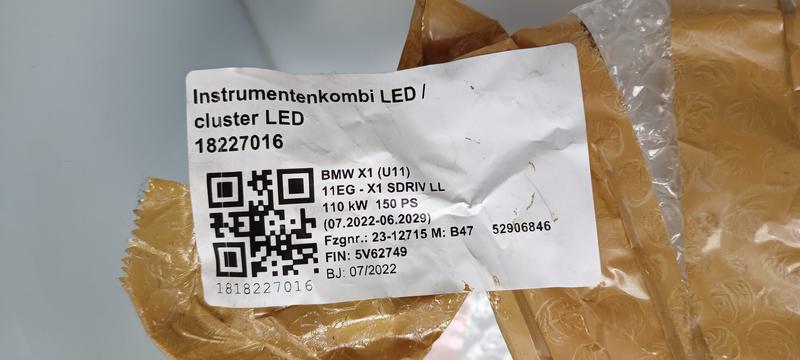 Instrumentenkombi LED /
cluster LED
18227016
BMW X1 (U11)
11EG - X1 SDRIV LL
110 kW 150 PS
(07.2022-06.2029)
Fzgnr.: 23-12715 M: B47 52906846
FIN: 5V62749
BJ: 07/2022
1818227016